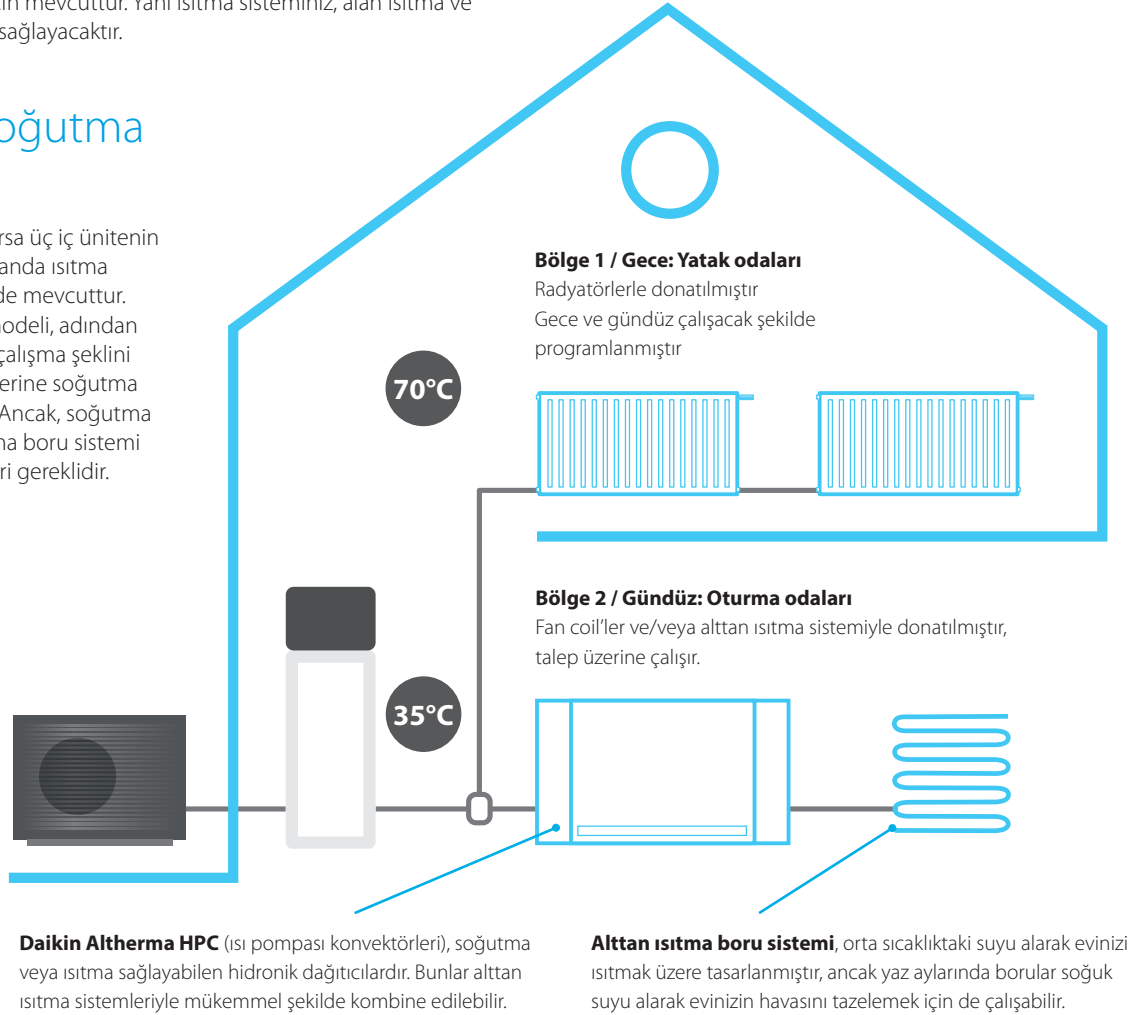 mevcuttur. Yani ısıtma sisteminiz, alan ısıtma ve
sağlayacaktır.
oğutma
rsa üç iç ünitenin
anda ısıtma
de mevcuttur.
odeli, adından
çalışma şeklini
erine soğutma
Ancak, soğutma
na boru sistemi
ri gereklidir.
Bölge 1 / Gece: Yatak odaları
Radyatörlerle donatılmıştır
Gece ve gündüz çalışacak şekilde
programlanmıştır
70°C
Bölge 2 / Gündüz: Oturma odaları
Fan coil’ler ve/veya alttan ısıtma sistemiyle donatılmıştır,
talep üzerine çalışır.
35°C
Daikin Altherma HPC (ısı pompası konvektörleri), soğutma
veya ısıtma sağlayabilen hidronik dağıtıcılardır. Bunlar alttan
ısıtma sistemleriyle mükemmel şekilde kombine edilebilir.
Alttan ısıtma boru sistemi, orta sıcaklıktaki suyu alarak evinizi
ısıtmak üzere tasarlanmıştır, ancak yaz aylarında borular soğuk
suyu alarak evinizin havasını tazelemek için de çalışabilir.